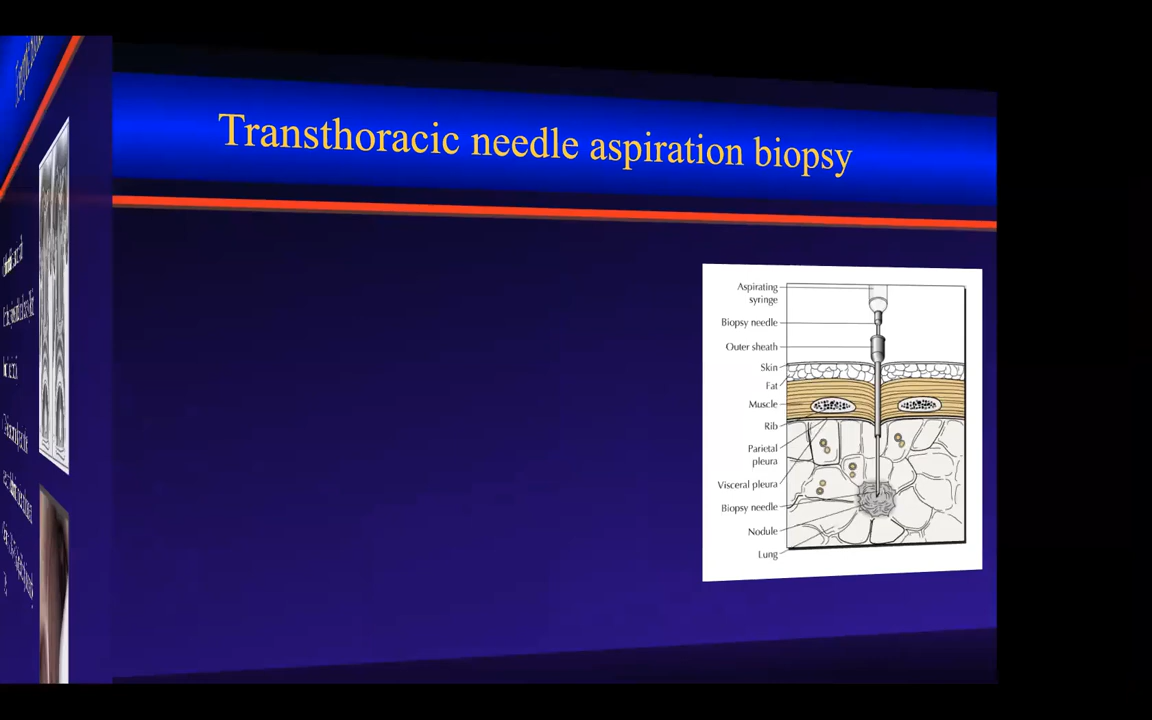 Transthoracic needle aspiration biopsy
Aspirating
syringe
Biopsy needle
Outer sheath
Skin
Fat
Muscle
Rib
Parietal
pleura
Visceral pleura
Biopsy needle
Nodule
Lung